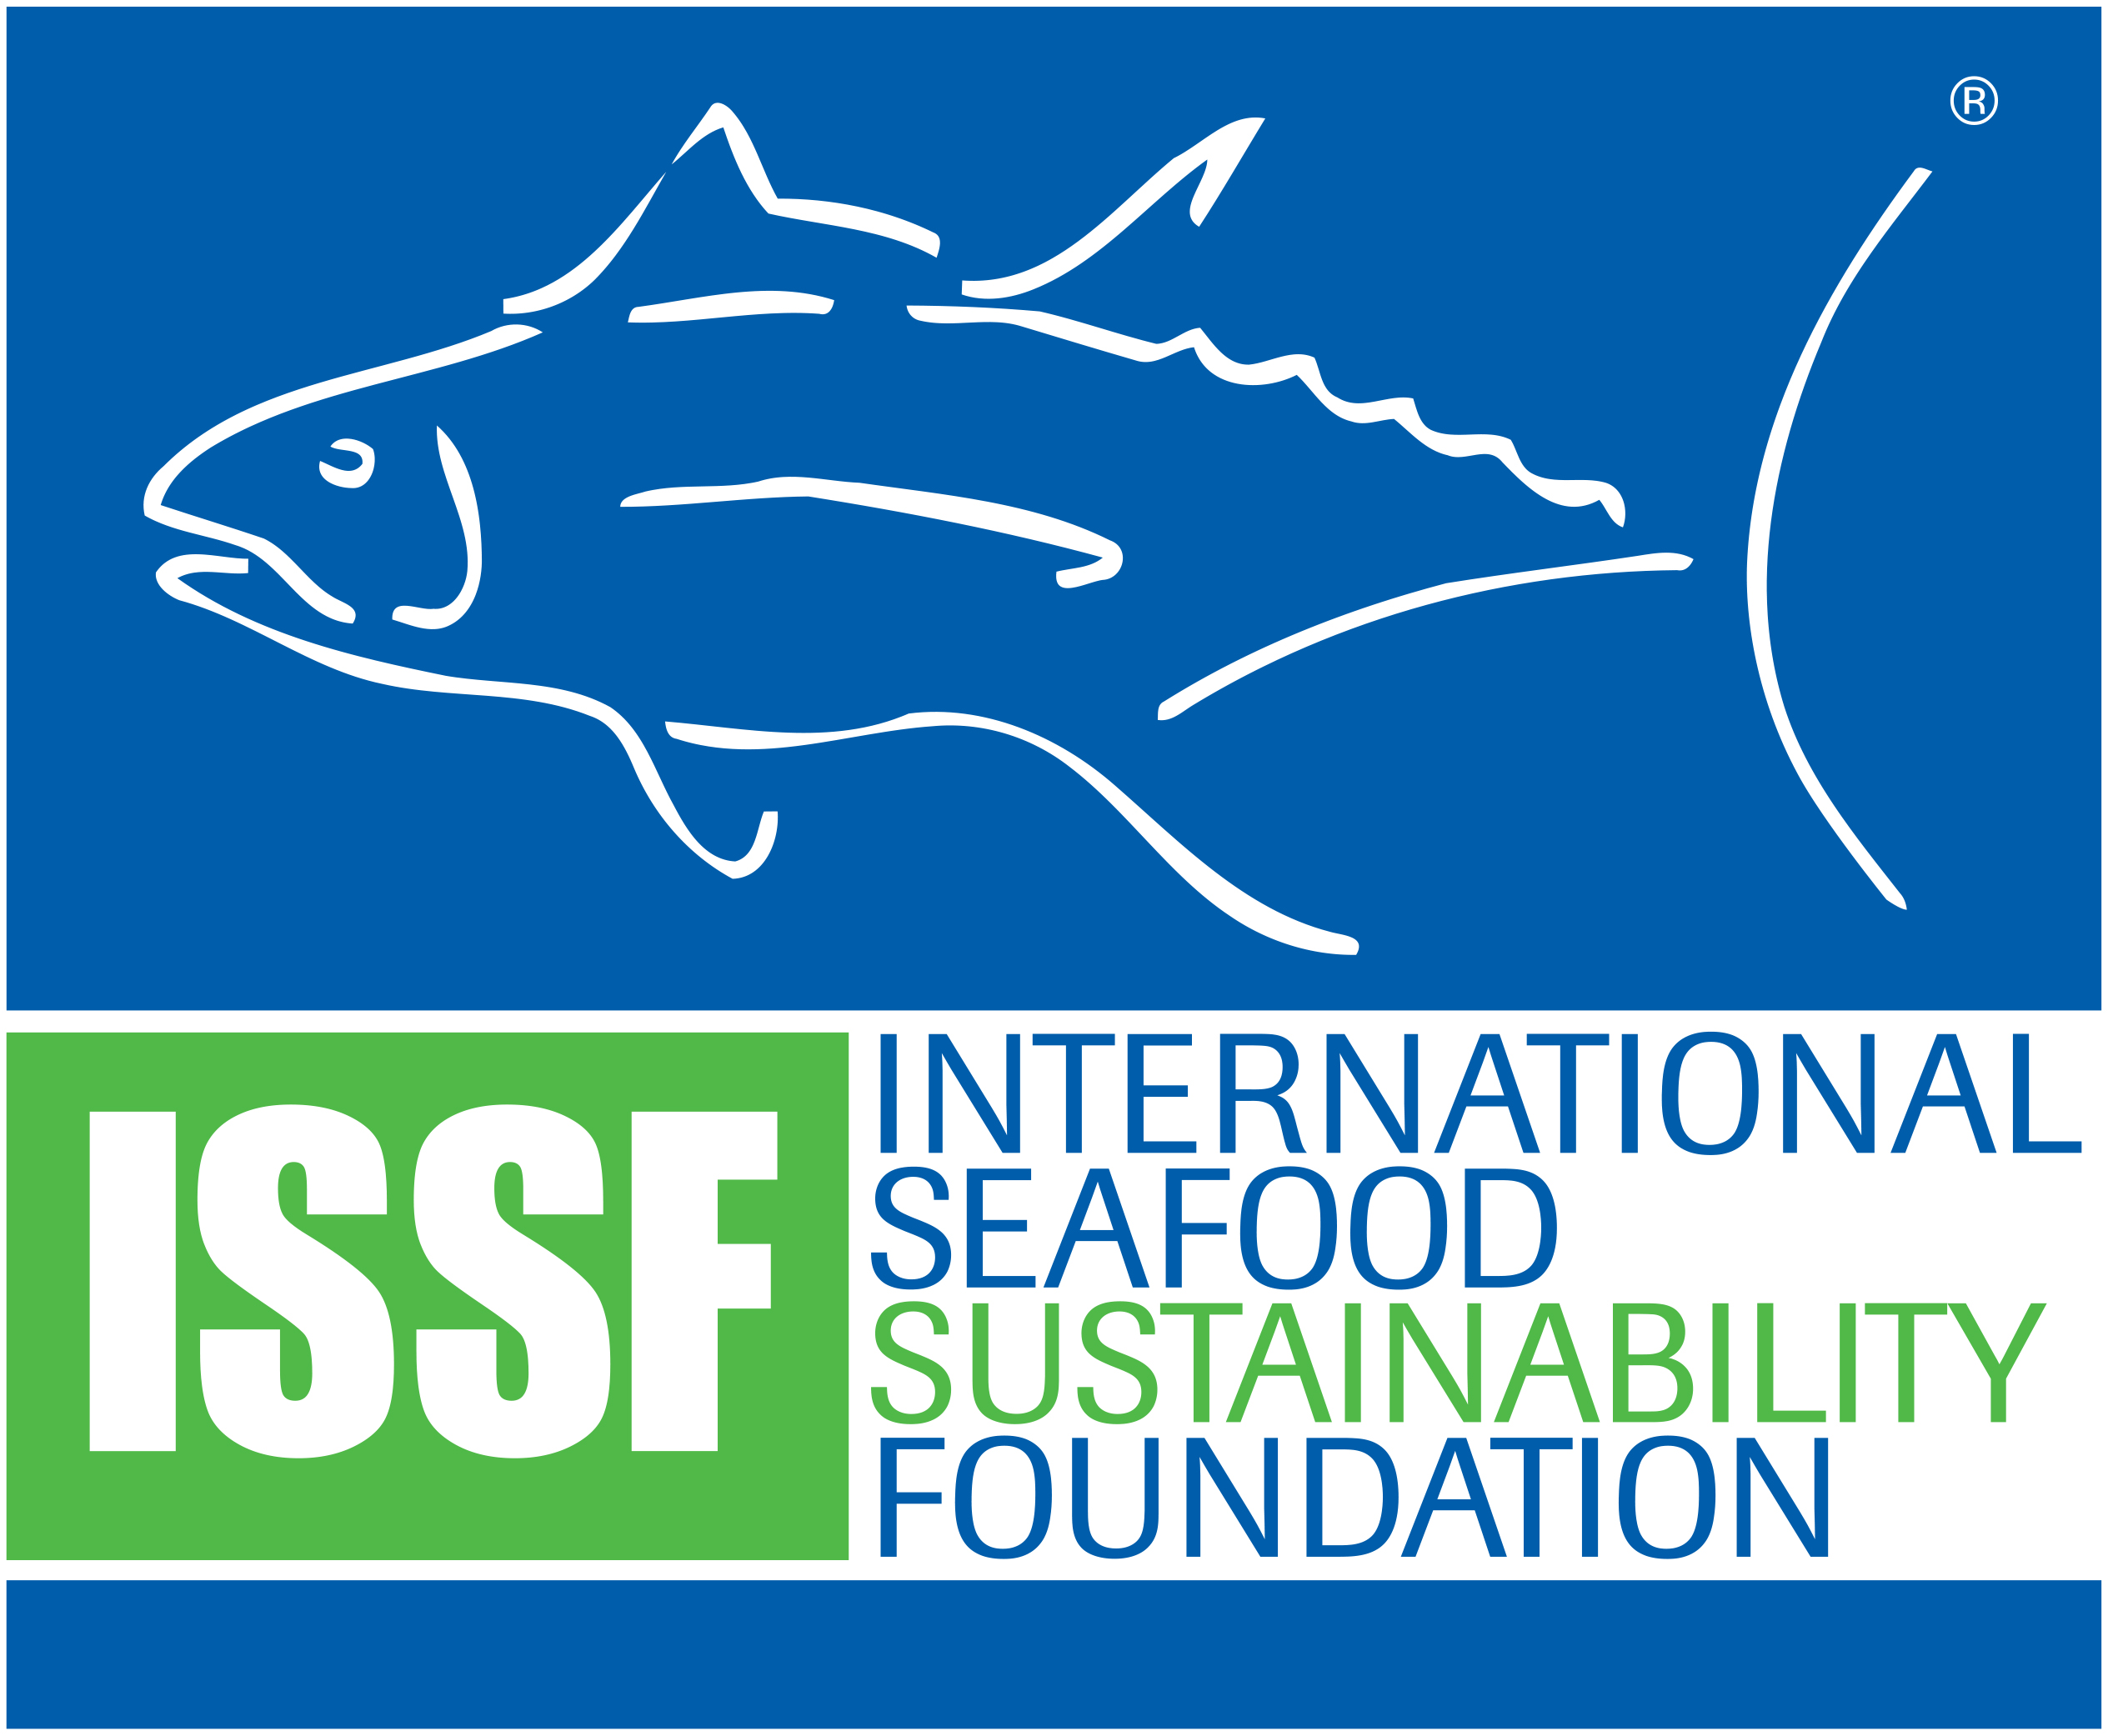 ®
ISSF
INTERNATIONAL
SEAFOOD
SUSTAINABILITY
FOUNDATION